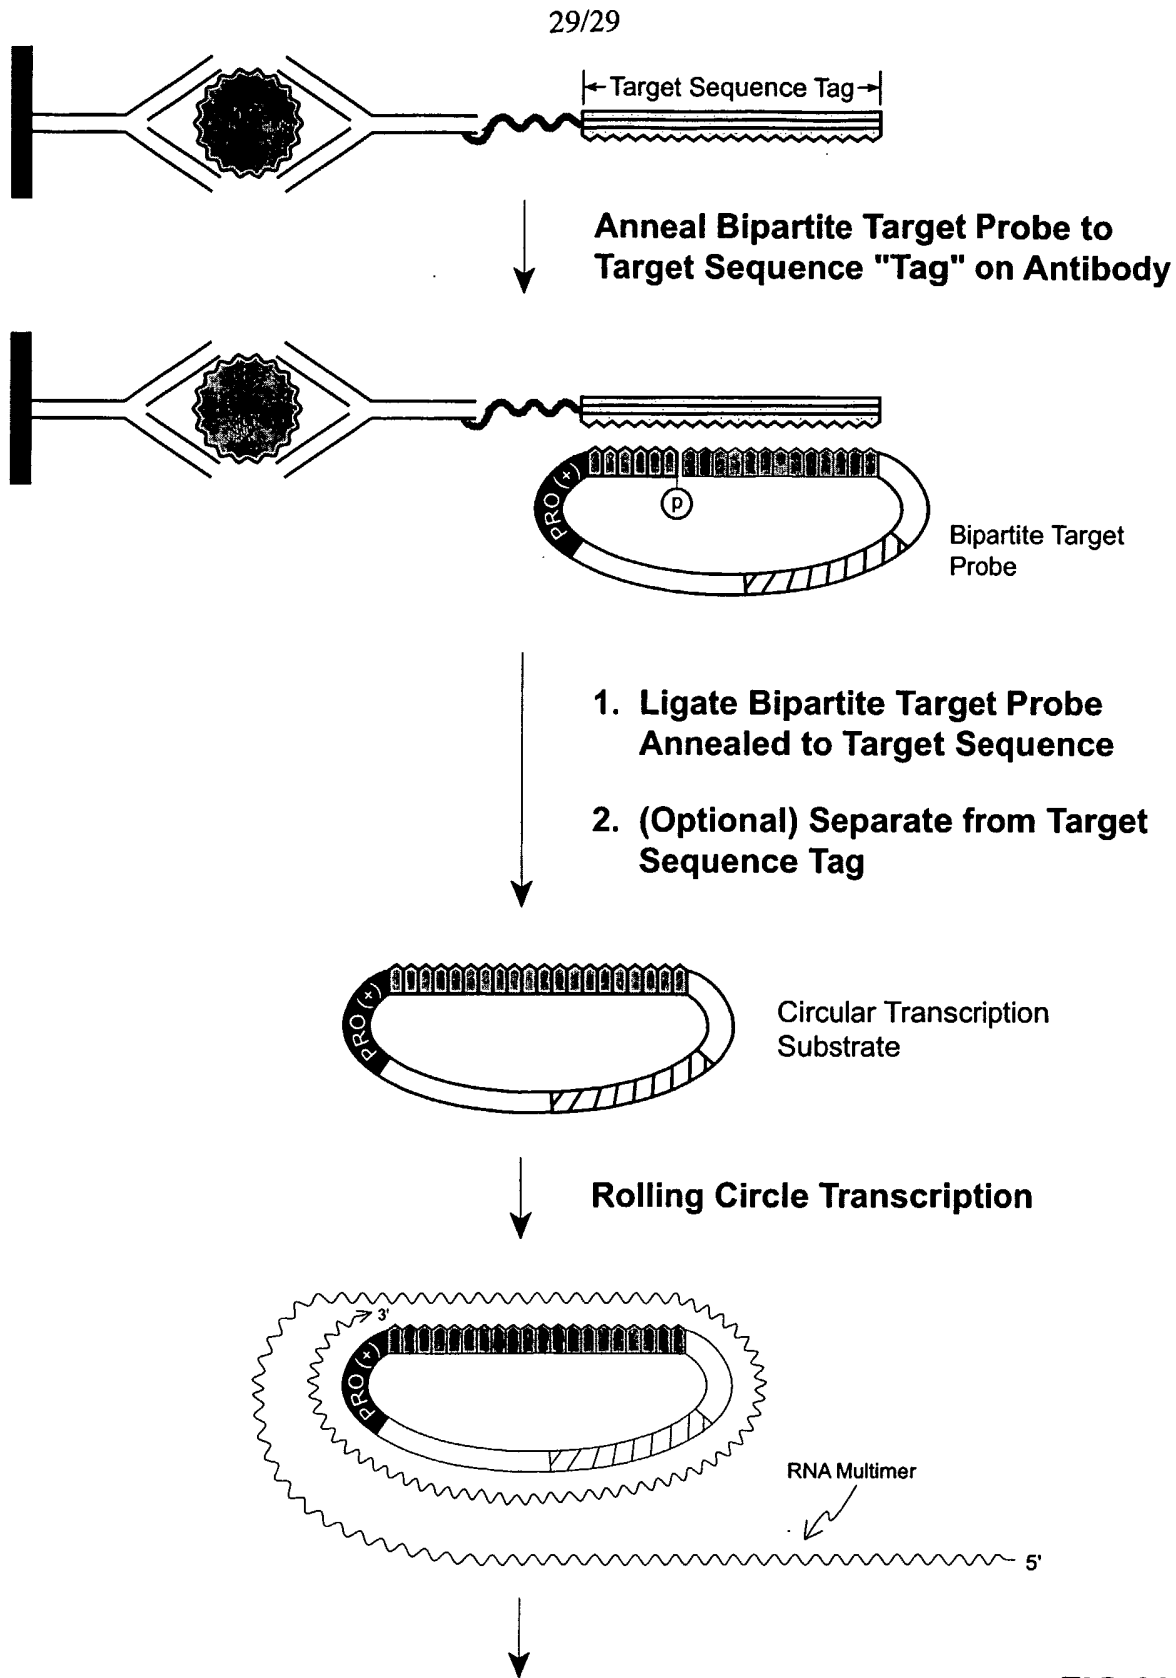 29/29
Target Sequence Tag
Anneal Bipartite Target Probe to
Target Sequence "Tag" on Antibody
PRO (+)
P
Bipartite Target
Probe
1. Ligate Bipartite Target Probe
Annealed to Target Sequence
2. (Optional) Separate from Target
Sequence Tag
PRO (+)
Circular Transcription
Substrate
Rolling Circle Transcription
3'
PRO (+)
RNA Multimer
5'